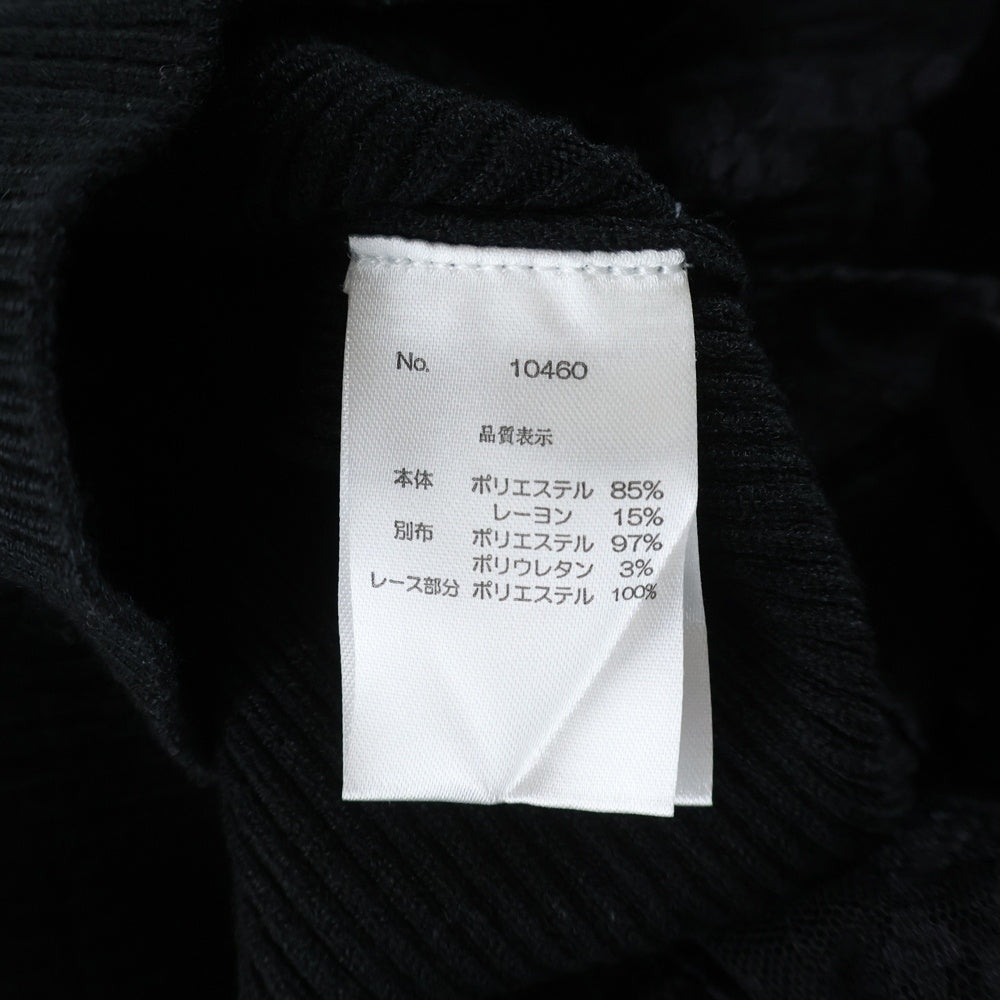 No. 10460
品質表示
本体 ポリエステル 85%
レーヨン 15%
別布 ポリエステル 97%
ポリウレタン 3%
レース部分 ポリエステル 100%